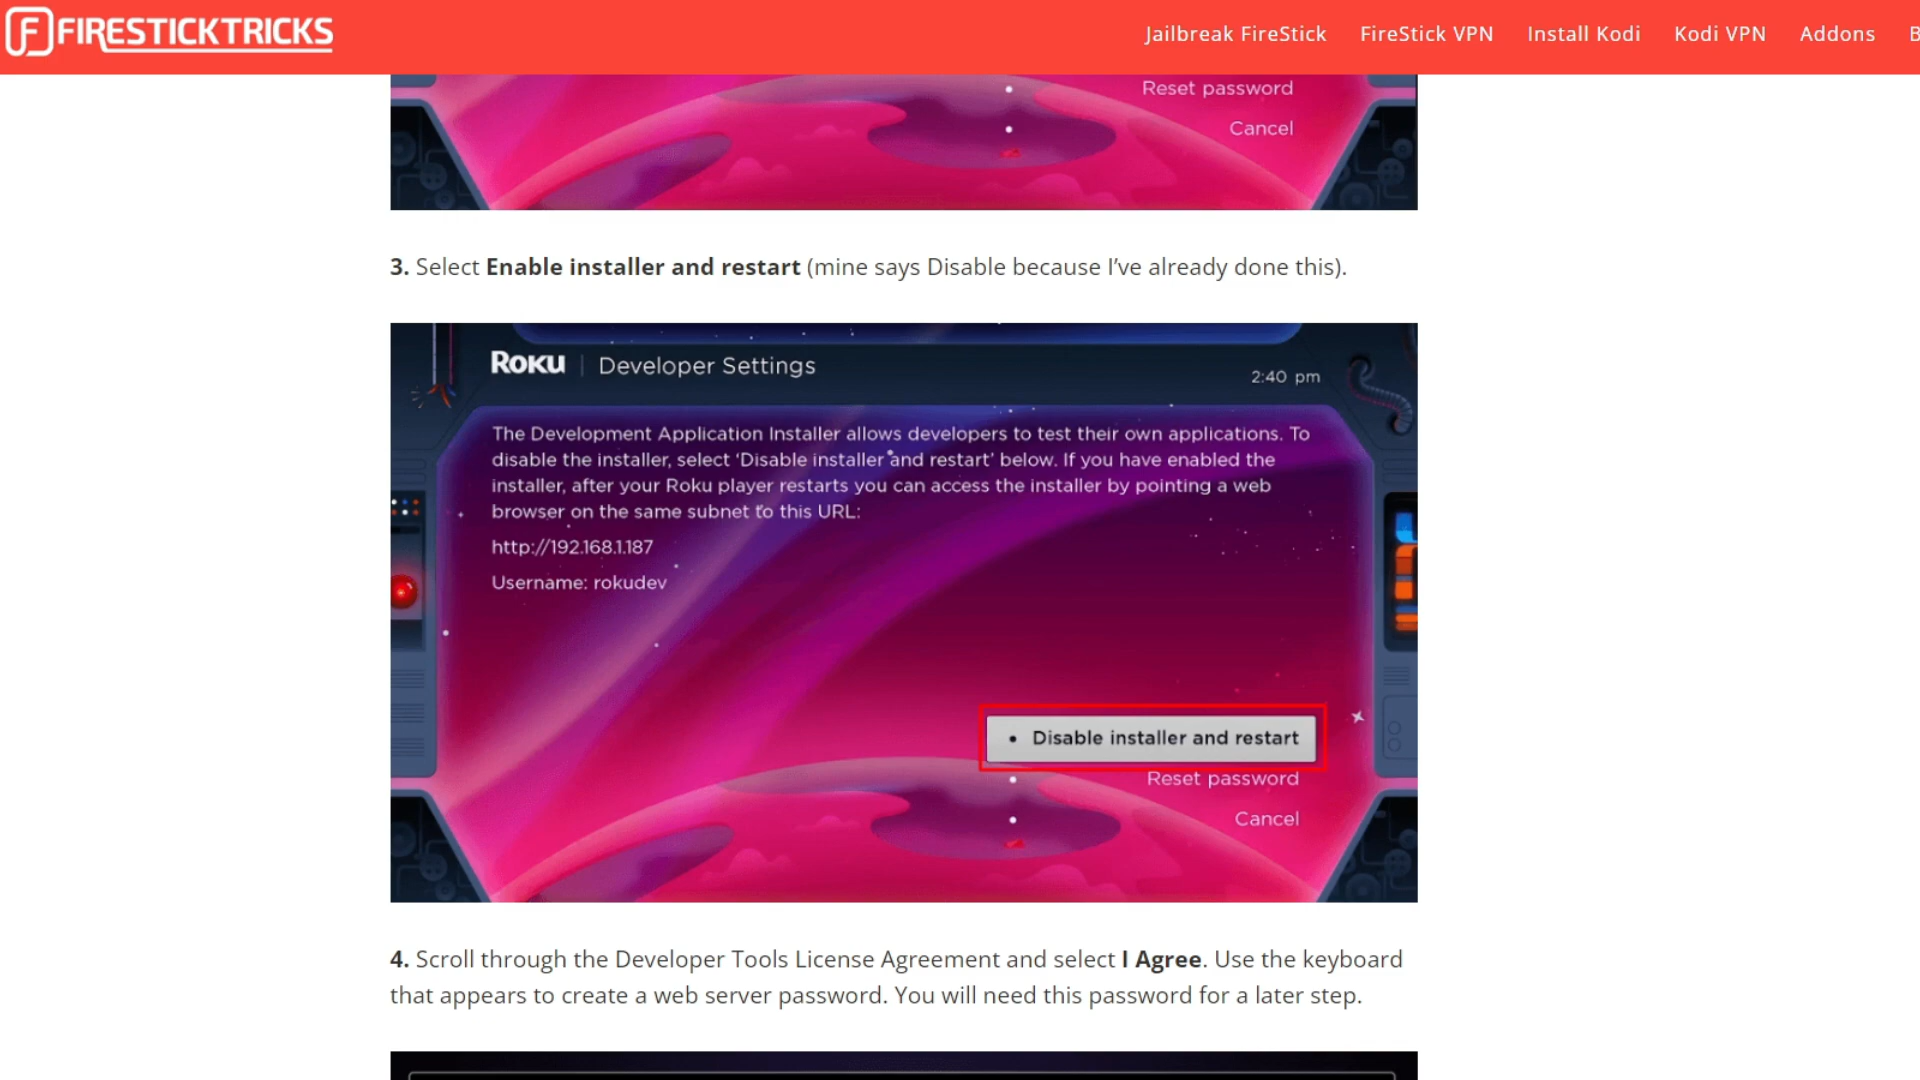 FIRESTICKTRICKS
Jailbreak FireStick FireStick VPN Install Kodi Kodi VPN Addons B
Reset password
Cancel
3. Select Enable installer and restart (mine says Disable because I’ve already done this).
Roku | Developer Settings
2:40 pm
The Development Application Installer allows developers to test their own applications. To
disable the installer, select ‘Disable installer and restart’ below. If you have enabled the
installer, after your Roku player restarts you can access the installer by pointing a web
browser on the same subnet to this URL:
http://192.168.1.187
Username: rokudev
• Disable installer and restart
Reset password
Cancel
4. Scroll through the Developer Tools License Agreement and select I Agree. Use the keyboard
that appears to create a web server password. You will need this password for a later step.